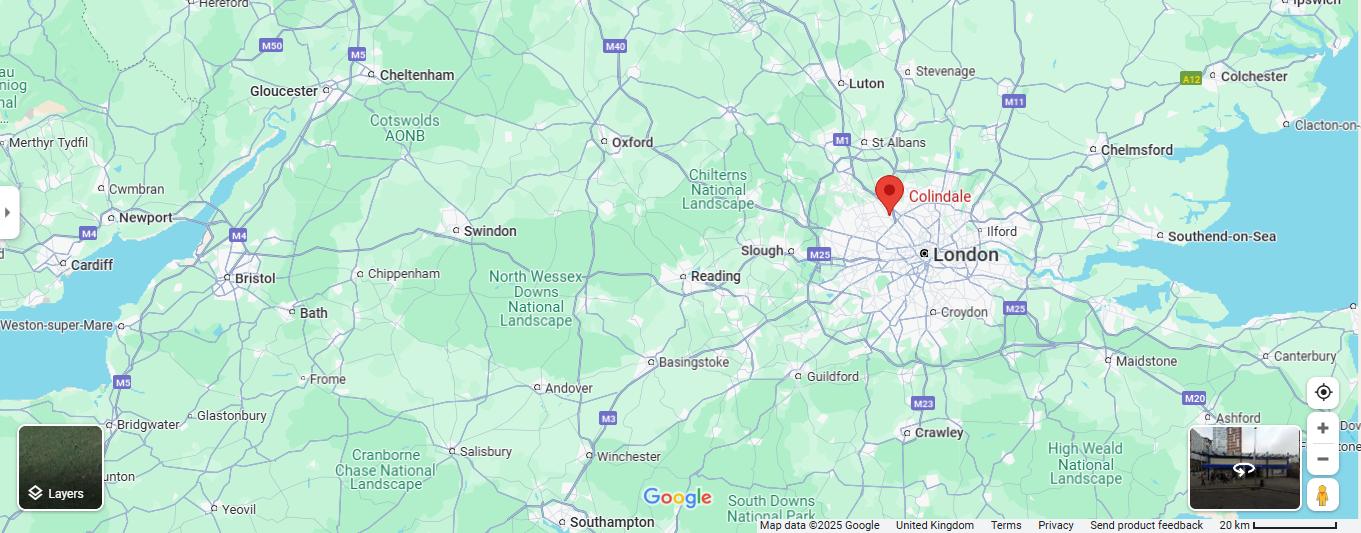 Hereford
Ipswich
M50
M5
M40
Cheltenham
Gloucester
Luton
Stevenage
A12
Colchester
M11
Cotswolds
AONB
Merthyr Tydfil
Oxford
M1
St Albans
Clacton-on-
Chelmsford
Cwmbran
Chilterns
National
Landscape
Colindale
Newport
M4
M4
Swindon
Ilford
Southend-on-Sea
Cardiff
Slough
M25
London
Bristol
Chippenham
North Wessex
Downs
National
Landscape
Reading
Bath
Croydon
M25
Weston-super-Mare
Basingstoke
Maidstone
Canterbury
M5
Frome
Andover
Guildford
M20
M3
M23
Glastonbury
Bridgwater
Ashford
Crawley
Salisbury
Winchester
Cranborne
Chase National
Landscape
High Weald
National
Landscape
Layers
Yeovil
Southampton
Google
South Downs
National Park
Map data ©2025 Google
United Kingdom
Terms
Privacy
Send product feedback
20 km